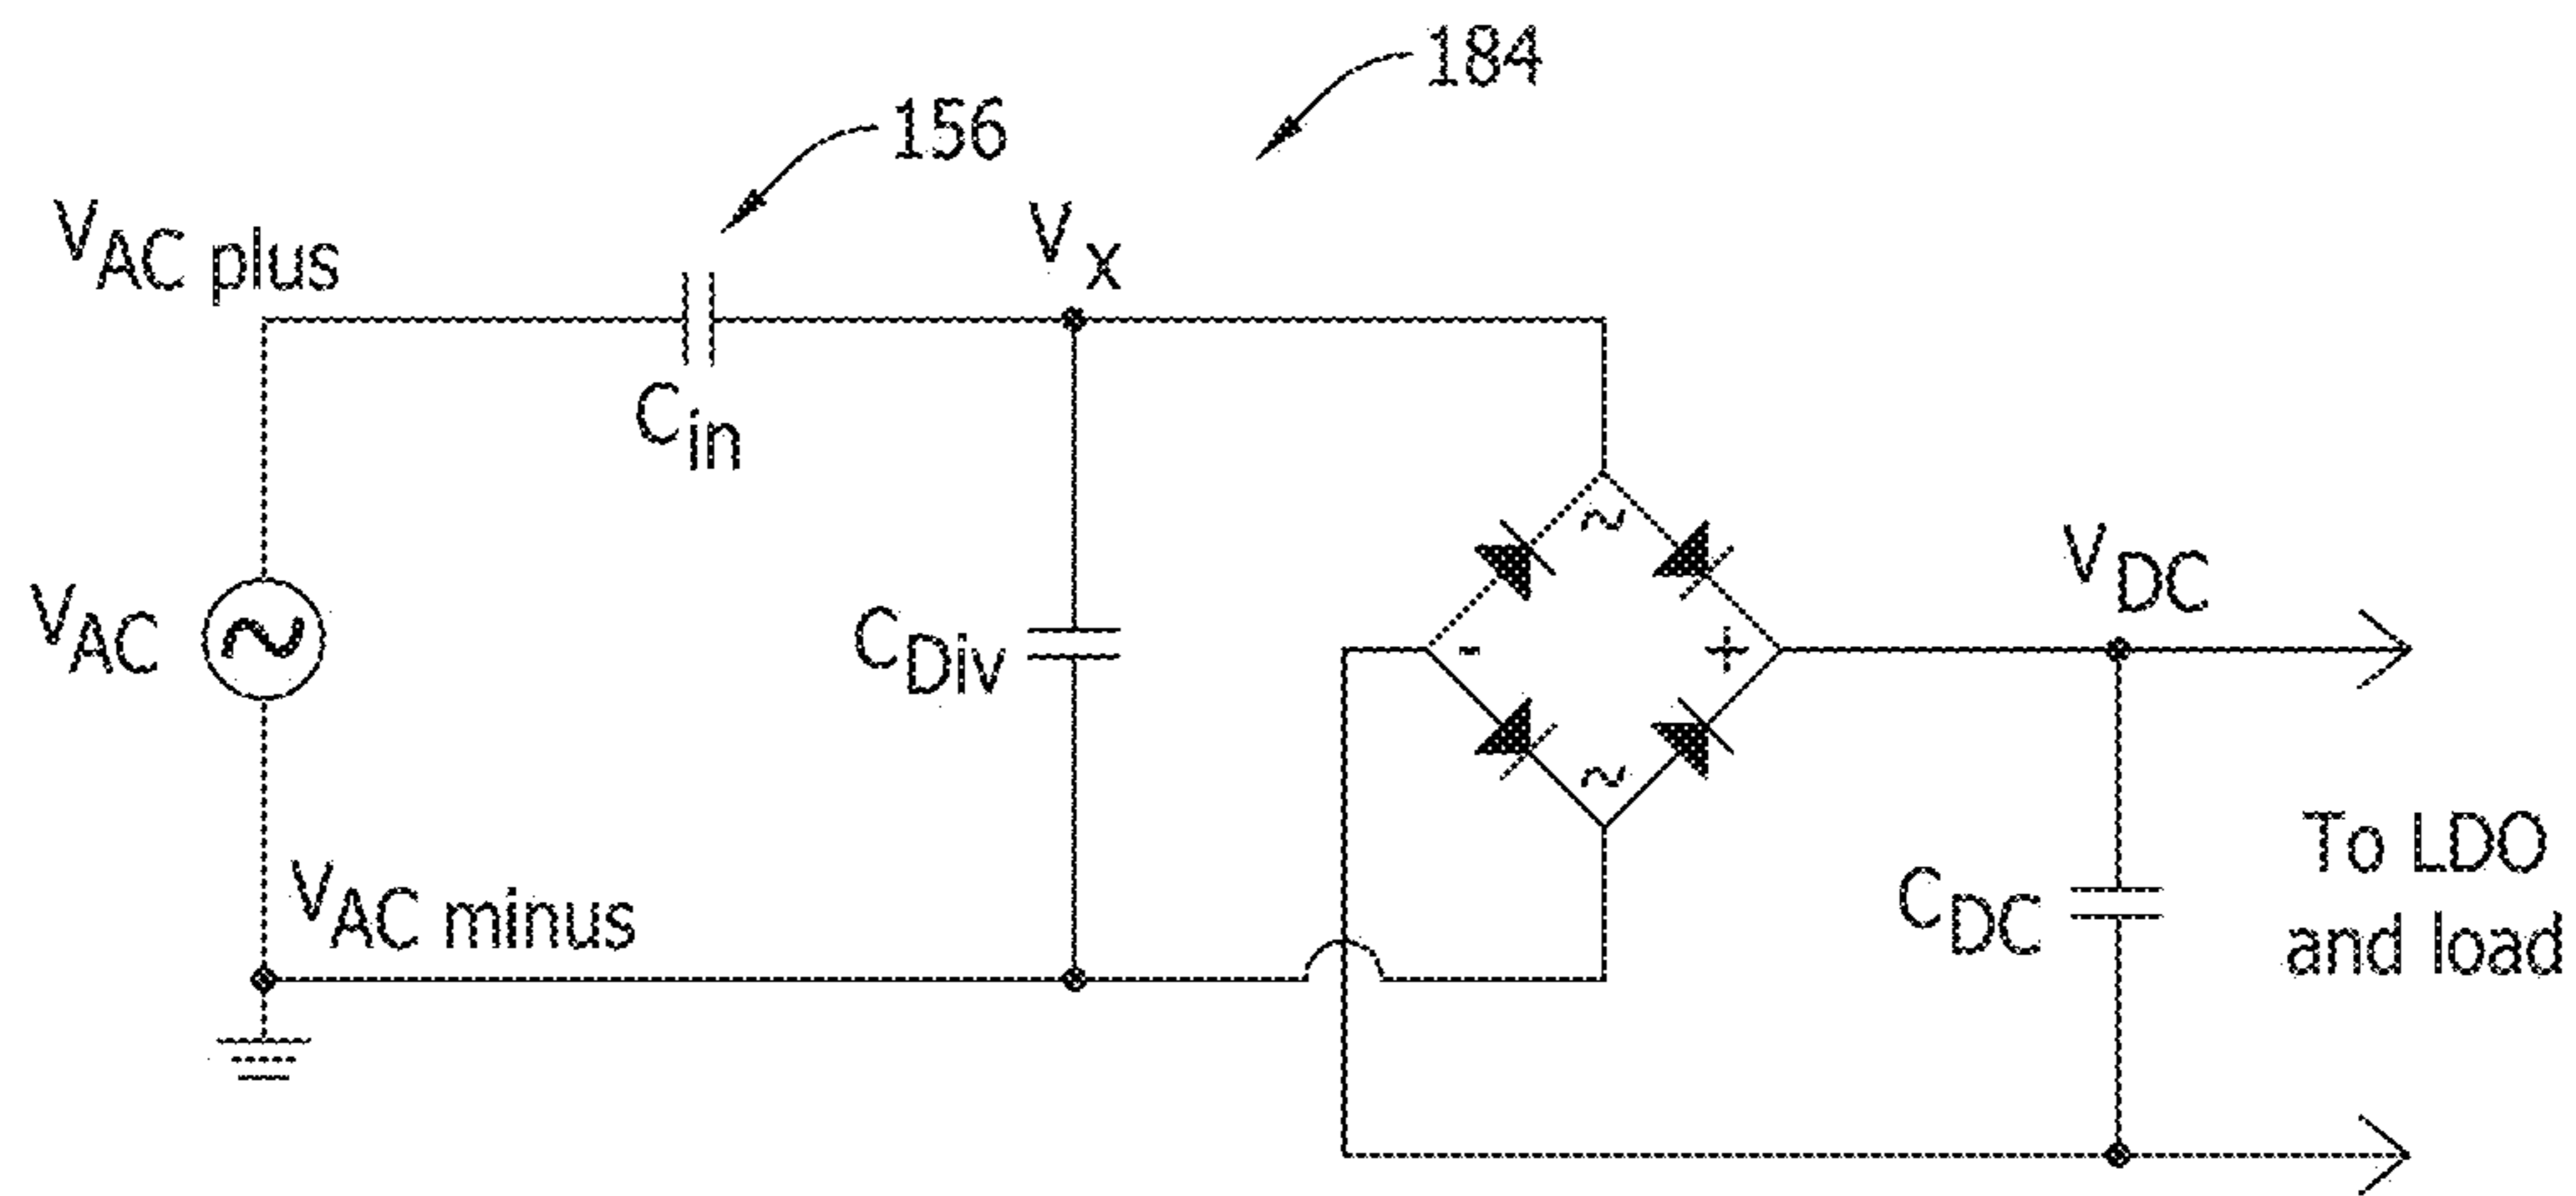 184
156
VAC plus
VX
Cin
VAC
CDiv
~
-
+
~
VDC
VAC minus
CDC
To LDO
and load